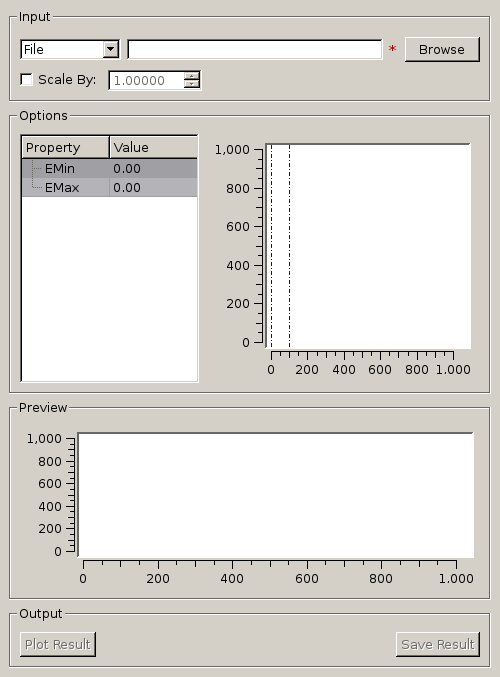 Input
File * Browse
Scale By: 1.00000
Options
Property Value
EMin 0.00
EMax 0.00
1,000
800
600
400
200
0
0 200 400 600 800 1.000
Preview
1,000
800
600
400
200
0
0 200 400 600 800 1.000
Output
Plot Result Save Result